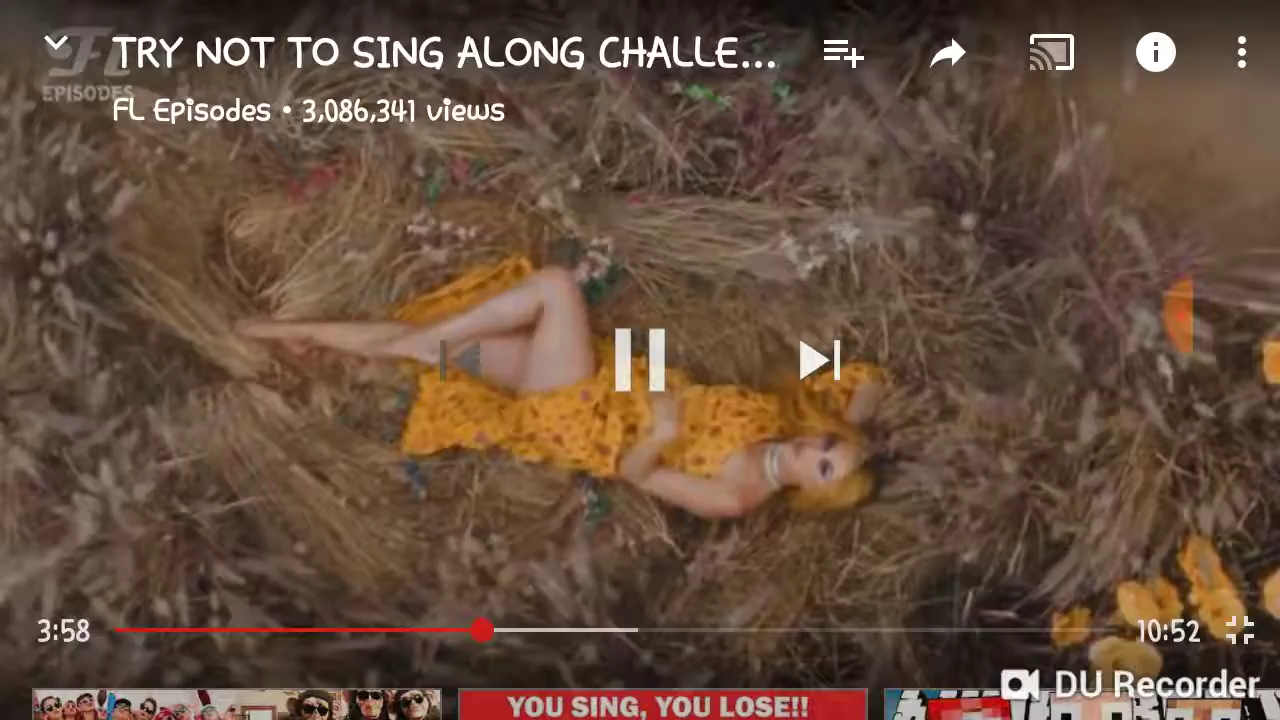 FL
EPISODES
TRY NOT TO SING ALONG CHALLE...
FL Episodes • 3,086,341 views
3:58
10:52
DU Recorder
YOU SING, YOU LOSE!!